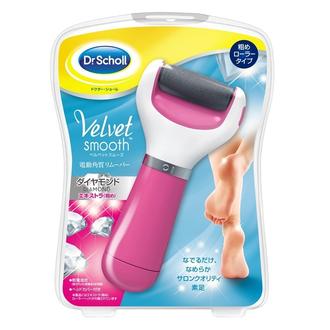 Dr.Scholl
ドクター・ショール
粗め
ローラー
タイプ
Velvet
smooth™
ベルベットスムーズ
電動角質リムーバー
ダイヤモンド
DIAMOND
エキストラ(粗め)
なでるだけ、
なめらか
サロンクオリティ
素足